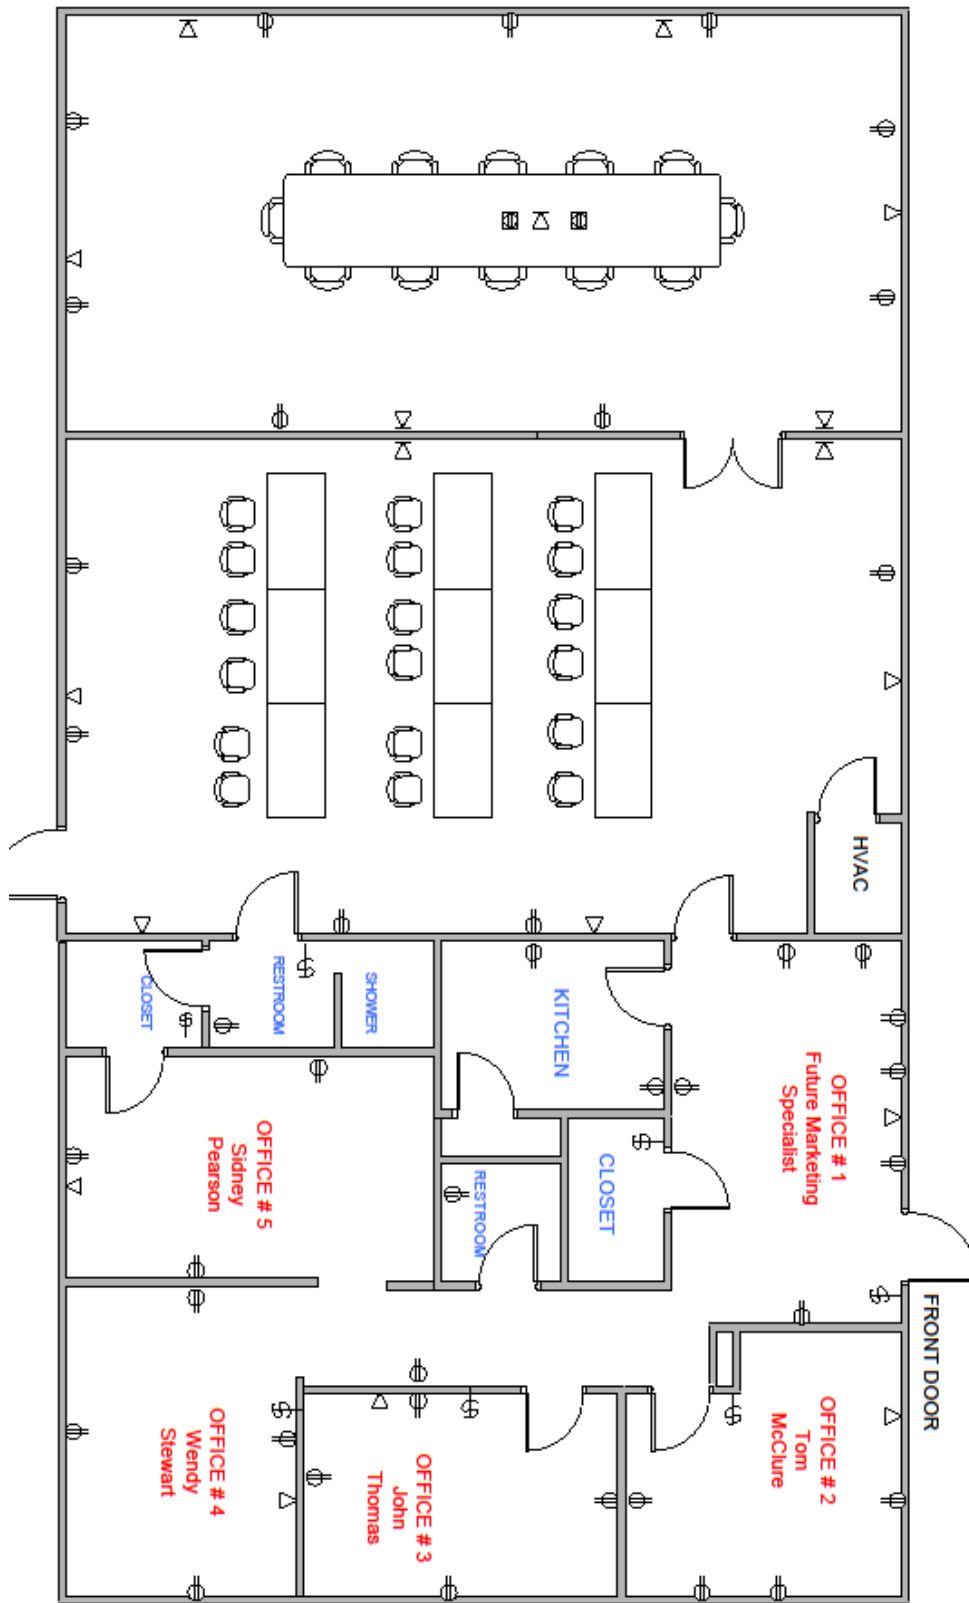 HVAC
CLOSET
RESTROOM
SHOWER
KITCHEN
OFFICE # 1
Future Marketing
Specialist
OFFICE # 5
Sidney
Pearson
RESTROOM
CLOSET
FRONT DOOR
OFFICE # 4
Wendy
Stewart
OFFICE # 3
John
Thomas
OFFICE # 2
Tom
McClure